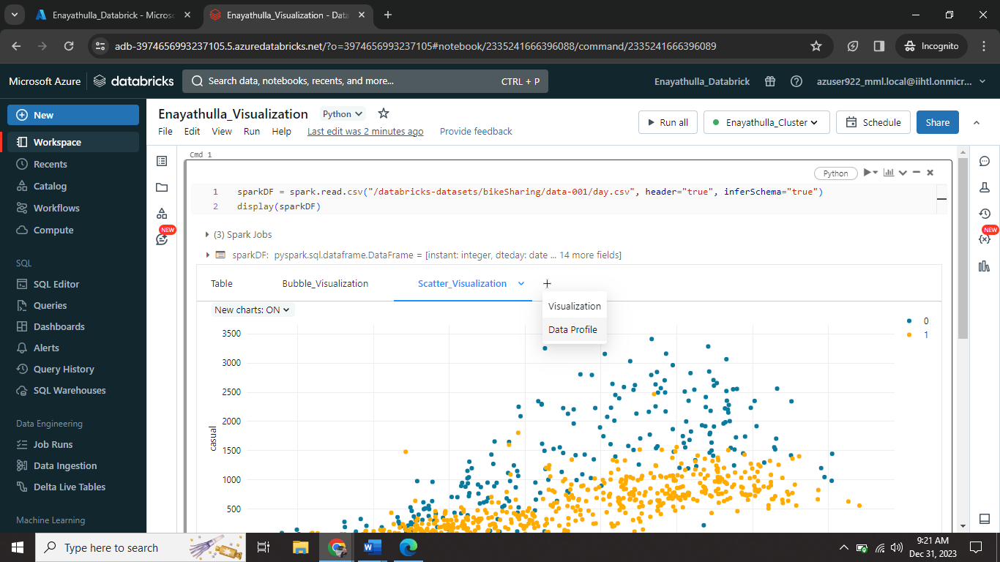 Enayathulla_Databrick - Micros
Enayathulla_Visualization - Data
adb-3974656993237105.5.azuredatabricks.net/?o=3974656993237105#notebook/2335241666396088/command/2335241666396089
Incognito
Microsoft Azure
databricks
Search data, notebooks, recents, and more...
CTRL + P
Enayathulla_Databrick
azuser922_mml.local@iihtl.onmicr...
New
Workspace
Recents
Catalog
Workflows
Compute
SQL
SQL Editor
Queries
Dashboards
Alerts
Query History
SQL Warehouses
Data Engineering
Job Runs
Data Ingestion
Delta Live Tables
Machine Learning
Enayathulla_Visualization
Python
File Edit View Run Help Last edit was 2 minutes ago Provide feedback
Run all
Enayathulla_Cluster
Schedule
Share
NEW
NEW
Cmd 1
Python
1 sparkDF = spark.read.csv("/databricks-datasets/bikeSharing/data-001/day.csv", header="true", inferSchema="true")
2 display(sparkDF)
(3) Spark Jobs
sparkDF: pyspark.sql.dataframe.DataFrame = [instant: integer, dteday: date ... 14 more fields]
Table Bubble_Visualization Scatter_Visualization
Visualization
Data Profile
New charts: ON
3500
3000
2500
2000
1500
1000
500
casual
0
1
Type here to search
9:21 AM
Dec 31, 2023